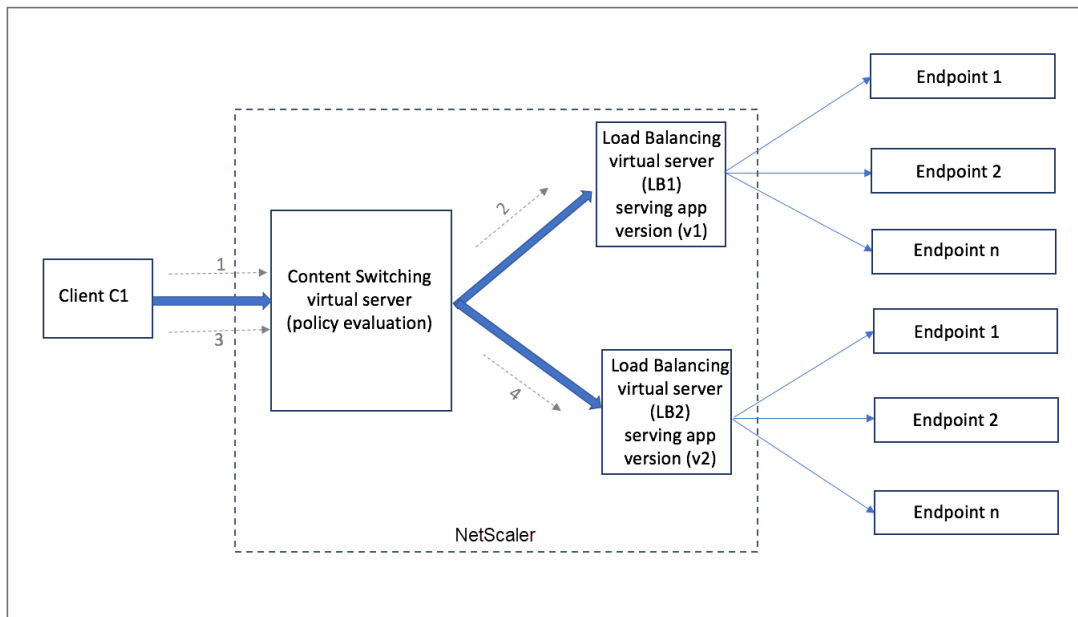 Client C1
1
3
Content Switching
virtual server
(policy evaluation)
2
4
Load Balancing
virtual server
(LB1)
serving app
version (v1)
Load Balancing
virtual server
(LB2)
serving app
version (v2)
NetScaler
Endpoint 1
Endpoint 2
Endpoint n
Endpoint 1
Endpoint 2
Endpoint n